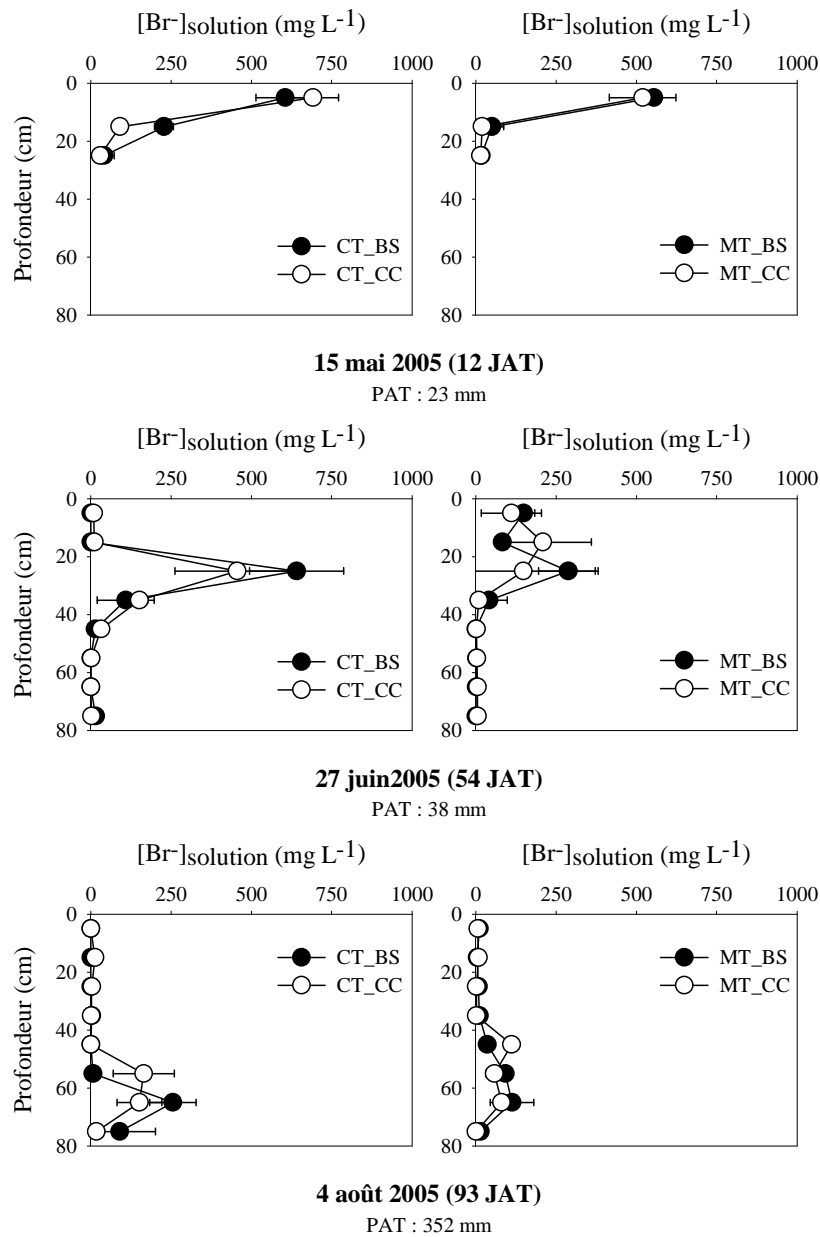 [Br-]solution (mg L-1) [Br-]solution (mg L-1)
0 250 500 750 1000 0 250 500 750 1000
Profondeur (cm)
0
20
40
60
80
CT_BS
CT_CC
MT_BS
MT_CC
15 mai 2005 (12 JAT)
PAT : 23 mm
[Br-]solution (mg L-1) [Br-]solution (mg L-1)
0 250 500 750 1000 0 250 500 750 1000
Profondeur (cm)
0
20
40
60
80
CT_BS
CT_CC
MT_BS
MT_CC
27 juin2005 (54 JAT)
PAT : 38 mm
[Br-]solution (mg L-1) [Br-]solution (mg L-1)
0 250 500 750 1000 0 250 500 750 1000
Profondeur (cm)
0
20
40
60
80
CT_BS
CT_CC
MT_BS
MT_CC
4 août 2005 (93 JAT)
PAT : 352 mm